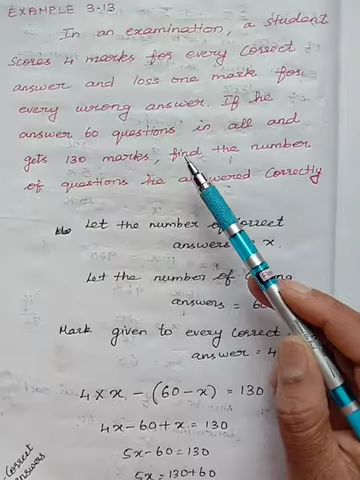 EXAMPLE 3.13
In an examination, a student
scores 4 marks for every correct
answer and loss one mark for
every wrong answer. If he
answer 60 questions in all and
gets 130 marks, find the number
of questions he answered correctly
Let the number of correct
answers x.
Let the number of
answers = 60
Mark given to every correct
answer = 4
4 × x - (60 - x) = 130
4x - 60 + x = 130
5x - 60 = 130
5x = 130 + 60
correct
answers